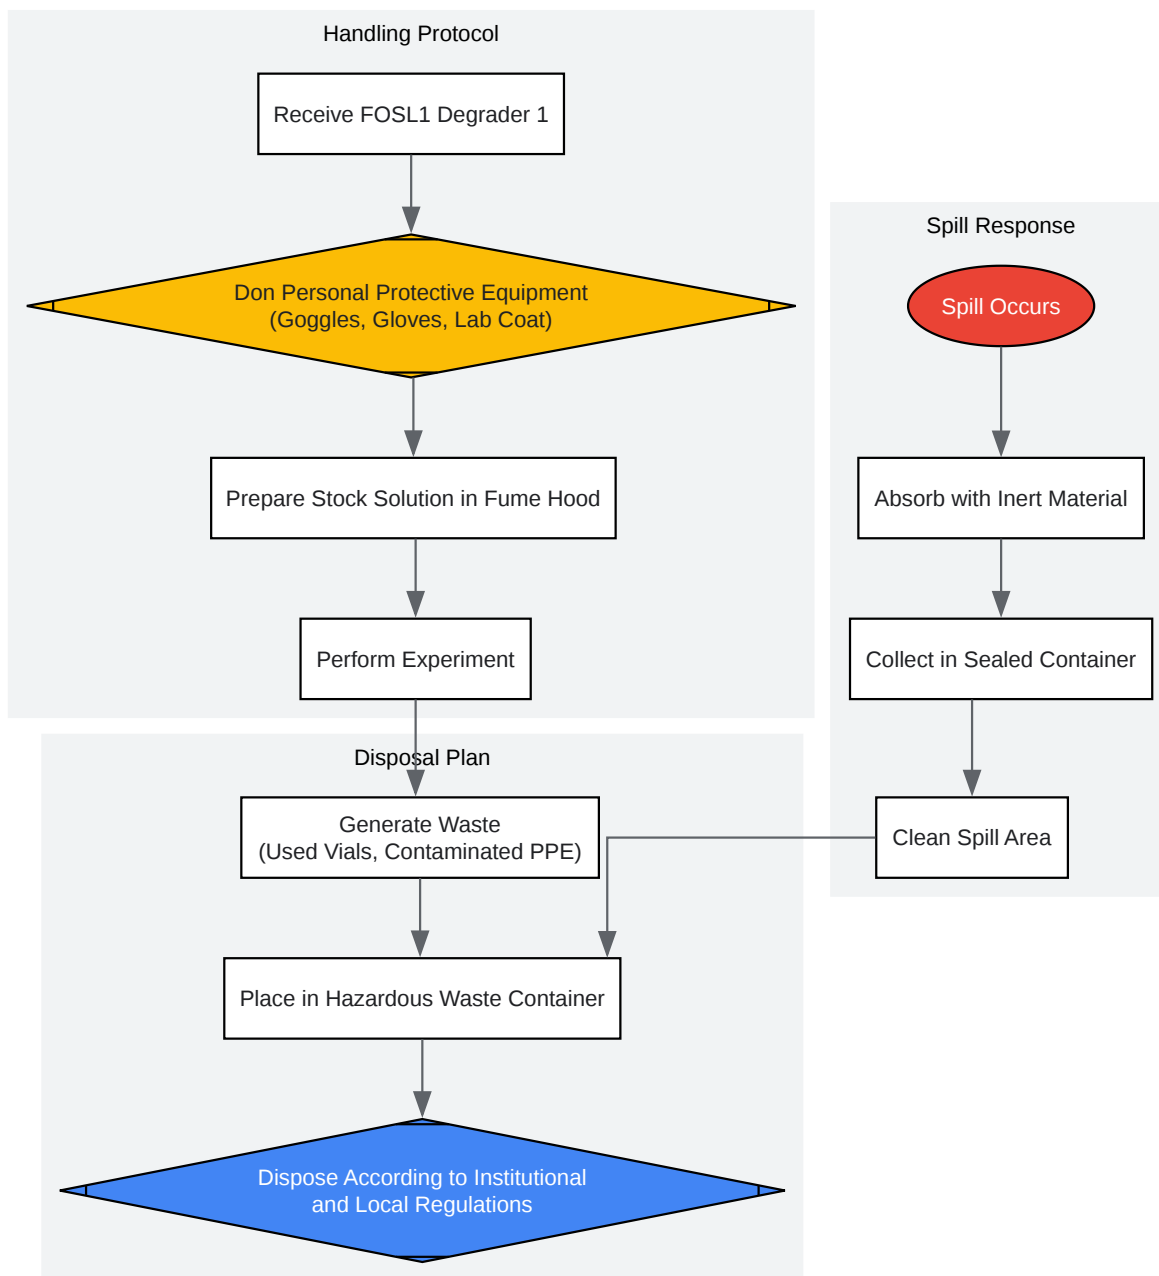 Handling Protocol
Receive FOSL1 Degrader 1
Don Personal Protective Equipment
(Goggles, Gloves, Lab Coat)
Prepare Stock Solution in Fume Hood
Perform Experiment
Spill Response
Spill Occurs
Absorb with Inert Material
Collect in Sealed Container
Clean Spill Area
Disposal Plan
Generate Waste
(Used Vials, Contaminated PPE)
Place in Hazardous Waste Container
Dispose According to Institutional
and Local Regulations